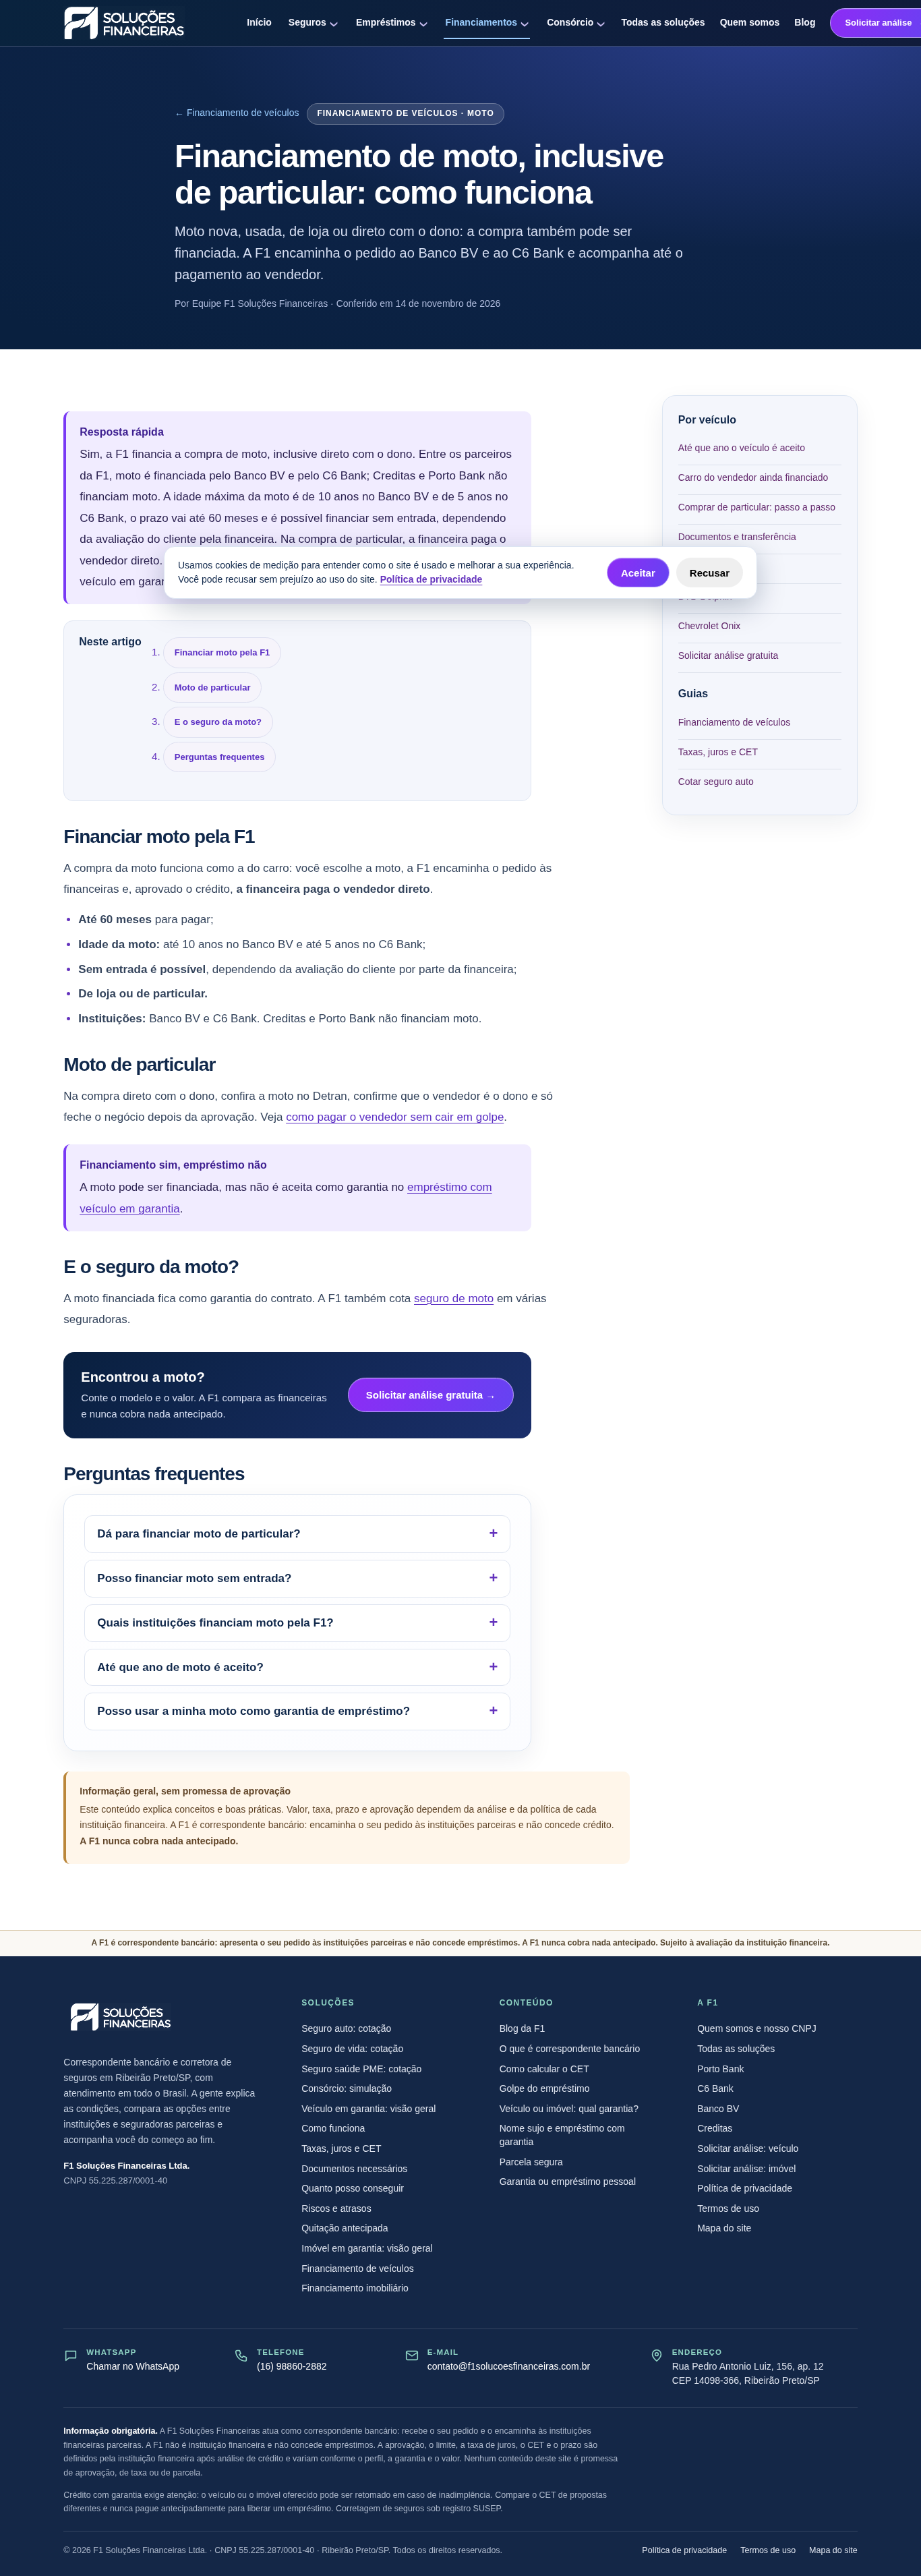 SOLUÇÕES
FINANCEIRAS
Início
Seguros
Empréstimos
Financiamentos
Consórcio
Todas as soluções
Quem somos
Blog
Solicitar análise
← Financiamento de veículos
FINANCIAMENTO DE VEÍCULOS · MOTO
Financiamento de moto, inclusive
de particular: como funciona
Moto nova, usada, de loja ou direto com o dono: a compra também pode ser
financiada. A F1 encaminha o pedido ao Banco BV e ao C6 Bank e acompanha até o
pagamento ao vendedor.
Por Equipe F1 Soluções Financeiras · Conferido em 14 de novembro de 2026
Resposta rápida
Sim, a F1 financia a compra de moto, inclusive direto com o dono. Entre os parceiros
da F1, moto é financiada pelo Banco BV e pelo C6 Bank; Creditas e Porto Bank não
financiam moto. A idade máxima da moto é de 10 anos no Banco BV e de 5 anos no
C6 Bank, o prazo vai até 60 meses e é possível financiar sem entrada, dependendo
da avaliação do cliente pela financeira. Na compra de particular, a financeira paga o
vendedor direto.
veículo em garan
Usamos cookies de medição para entender como o site é usado e melhorar a sua experiência.
Você pode recusar sem prejuízo ao uso do site. Política de privacidade
Aceitar
Recusar
Neste artigo
1. Financiar moto pela F1
2. Moto de particular
3. E o seguro da moto?
4. Perguntas frequentes
Financiar moto pela F1
A compra da moto funciona como a do carro: você escolhe a moto, a F1 encaminha o pedido às
financeiras e, aprovado o crédito, a financeira paga o vendedor direto.
• Até 60 meses para pagar;
• Idade da moto: até 10 anos no Banco BV e até 5 anos no C6 Bank;
• Sem entrada é possível, dependendo da avaliação do cliente por parte da financeira;
• De loja ou de particular.
• Instituições: Banco BV e C6 Bank. Creditas e Porto Bank não financiam moto.
Moto de particular
Na compra direto com o dono, confira a moto no Detran, confirme que o vendedor é o dono e só
feche o negócio depois da aprovação. Veja como pagar o vendedor sem cair em golpe.
Financiamento sim, empréstimo não
A moto pode ser financiada, mas não é aceita como garantia no empréstimo com
veículo em garantia.
E o seguro da moto?
A moto financiada fica como garantia do contrato. A F1 também cota seguro de moto em várias
seguradoras.
Encontrou a moto?
Conte o modelo e o valor. A F1 compara as financeiras
e nunca cobra nada antecipado.
Solicitar análise gratuita →
Perguntas frequentes
Dá para financiar moto de particular? +
Posso financiar moto sem entrada? +
Quais instituições financiam moto pela F1? +
Até que ano de moto é aceito? +
Posso usar a minha moto como garantia de empréstimo? +
Informação geral, sem promessa de aprovação
Este conteúdo explica conceitos e boas práticas. Valor, taxa, prazo e aprovação dependem da análise e da política de cada
instituição financeira. A F1 é correspondente bancário: encaminha o seu pedido às instituições parceiras e não concede crédito.
A F1 nunca cobra nada antecipado.
Por veículo
Até que ano o veículo é aceito
Carro do vendedor ainda financiado
Comprar de particular: passo a passo
Documentos e transferência
Chevrolet Onix
Solicitar análise gratuita
Guias
Financiamento de veículos
Taxas, juros e CET
Cotar seguro auto
A F1 é correspondente bancário: apresenta o seu pedido às instituições parceiras e não concede empréstimos. A F1 nunca cobra nada antecipado. Sujeito à avaliação da instituição financeira.
SOLUÇÕES
FINANCEIRAS
Correspondente bancário e corretora de
seguros em Ribeirão Preto/SP, com
atendimento em todo o Brasil. A gente explica
as condições, compara as opções entre
instituições e seguradoras parceiras e
acompanha você do começo ao fim.
F1 Soluções Financeiras Ltda.
CNPJ 55.225.287/0001-40
SOLUÇÕES
Seguro auto: cotação
Seguro de vida: cotação
Seguro saúde PME: cotação
Consórcio: simulação
Veículo em garantia: visão geral
Como funciona
Taxas, juros e CET
Documentos necessários
Quanto posso conseguir
Riscos e atrasos
Quitação antecipada
Imóvel em garantia: visão geral
Financiamento de veículos
Financiamento imobiliário
CONTEÚDO
Blog da F1
O que é correspondente bancário
Como calcular o CET
Golpe do empréstimo
Veículo ou imóvel: qual garantia?
Nome sujo e empréstimo com
garantia
Parcela segura
Garantia ou empréstimo pessoal
A F1
Quem somos e nosso CNPJ
Todas as soluções
Porto Bank
C6 Bank
Banco BV
Creditas
Solicitar análise: veículo
Solicitar análise: imóvel
Política de privacidade
Termos de uso
Mapa do site
WHATSAPP
Chamar no WhatsApp
TELEFONE
(16) 98860-2882
E-MAIL
contato@f1solucoesfinanceiras.com.br
ENDEREÇO
Rua Pedro Antonio Luiz, 156, ap. 12
CEP 14098-366, Ribeirão Preto/SP
Informação obrigatória. A F1 Soluções Financeiras atua como correspondente bancário: recebe o seu pedido e o encaminha às instituições
financeiras parceiras. A F1 não é instituição financeira e não concede empréstimos. A aprovação, o limite, a taxa de juros, o CET e o prazo são
definidos pela instituição financeira após análise de crédito e variam conforme o perfil, a garantia e o valor. Nenhum conteúdo deste site é promessa
de aprovação, de taxa ou de parcela.
Crédito com garantia exige atenção: o veículo ou o imóvel oferecido pode ser retomado em caso de inadimplência. Compare o CET de propostas
diferentes e nunca pague antecipadamente para liberar um empréstimo. Corretagem de seguros sob registro SUSEP.
© 2026 F1 Soluções Financeiras Ltda. · CNPJ 55.225.287/0001-40 · Ribeirão Preto/SP. Todos os direitos reservados.
Política de privacidade
Termos de uso
Mapa do site